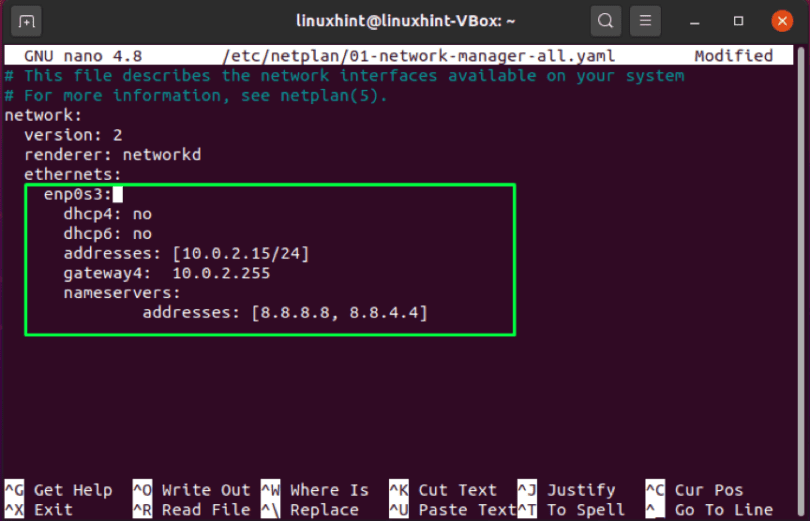 linuxhint@linuxhint-VBox: ~
GNU nano 4.8 /etc/netplan/01-network-manager-all.yaml Modified
# This file describes the network interfaces available on your system
# For more information, see netplan(5).
network:
  version: 2
  renderer: networkd
  ethernets:
    enp0s3:
      dhcp4: no
      dhcp6: no
      addresses: [10.0.2.15/24]
      gateway4:  10.0.2.255
      nameservers:
              addresses: [8.8.8.8, 8.8.4.4]
^G Get Help ^O Write Out ^W Where Is ^K Cut Text ^J Justify ^C Cur Pos
^X Exit ^R Read File ^\ Replace ^U Paste Text ^T To Spell ^_ Go To Line